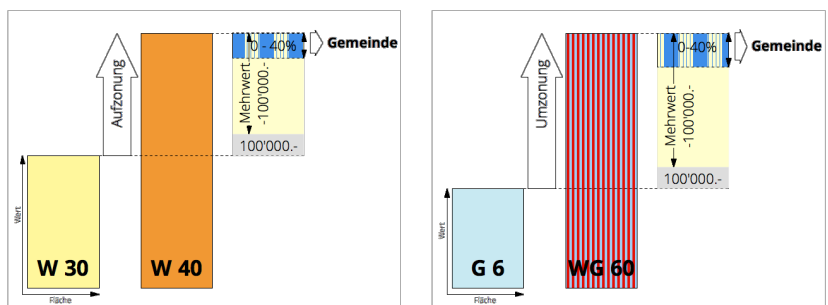 0 - 40%
Gemeinde
Aufzonung
Mehrwert
-100'000.-
100'000.-
Wert
W 30
W 40
Fläche
0-40%
Gemeinde
Umzonung
Mehrwert
-100'000.-
100'000.-
Wert
G 6
WG 60
Fläche